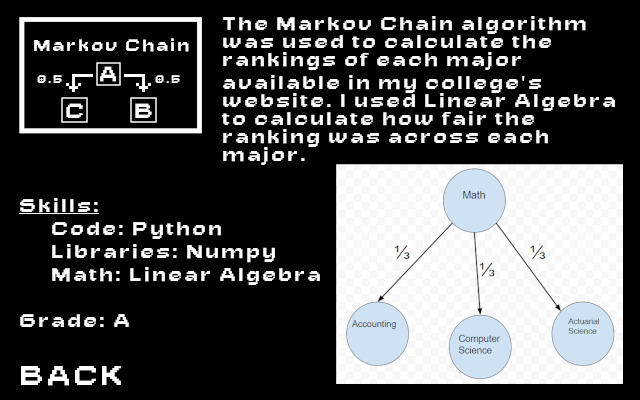 Markov Chain
0.5 A 0.5
C B
The Markov Chain algorithm
was used to calculate the
rankings of each major
available in my college's
website. I used Linear Algebra
to calculate how fair the
ranking was across each
major.
Skills:
Code: Python
Libraries: Numpy
Math: Linear Algebra
Grade: A
BACK
Math
⅓ ⅓ ⅓
Accounting
Computer
Science
Actuarial
Science